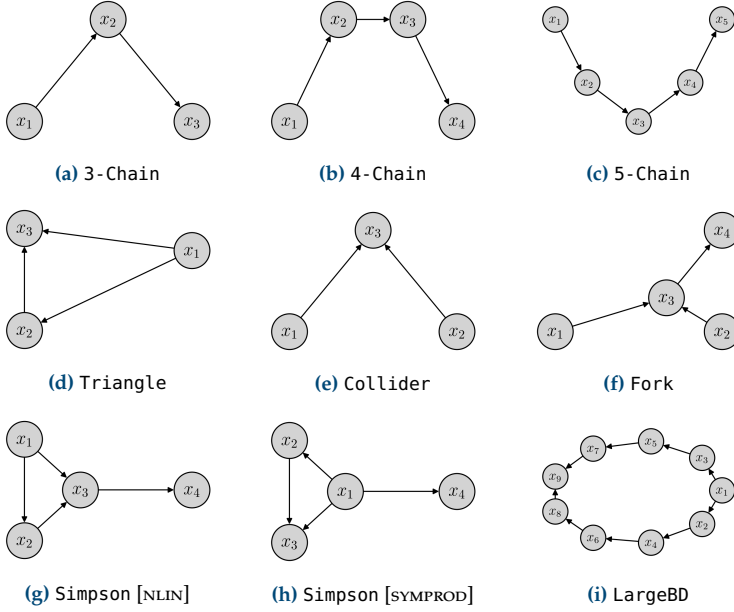 x₂
x₁ x₃
(a) 3-Chain
x₂ x₃
x₁ x₄
(b) 4-Chain
x₁ x₅
x₂ x₄
x₃
(c) 5-Chain
x₃ x₁
x₂
(d) Triangle
x₃
x₁ x₂
(e) Collider
x₄
x₃
x₁ x₂
(f) Fork
x₁
x₃ x₄
x₂
(g) Simpson [NLIN]
x₂
x₁ x₄
x₃
(h) Simpson [SYMPROD]
x₇ x₅ x₃
x₉ x₁
x₈ x₂
x₆ x₄
(i) LargeBD